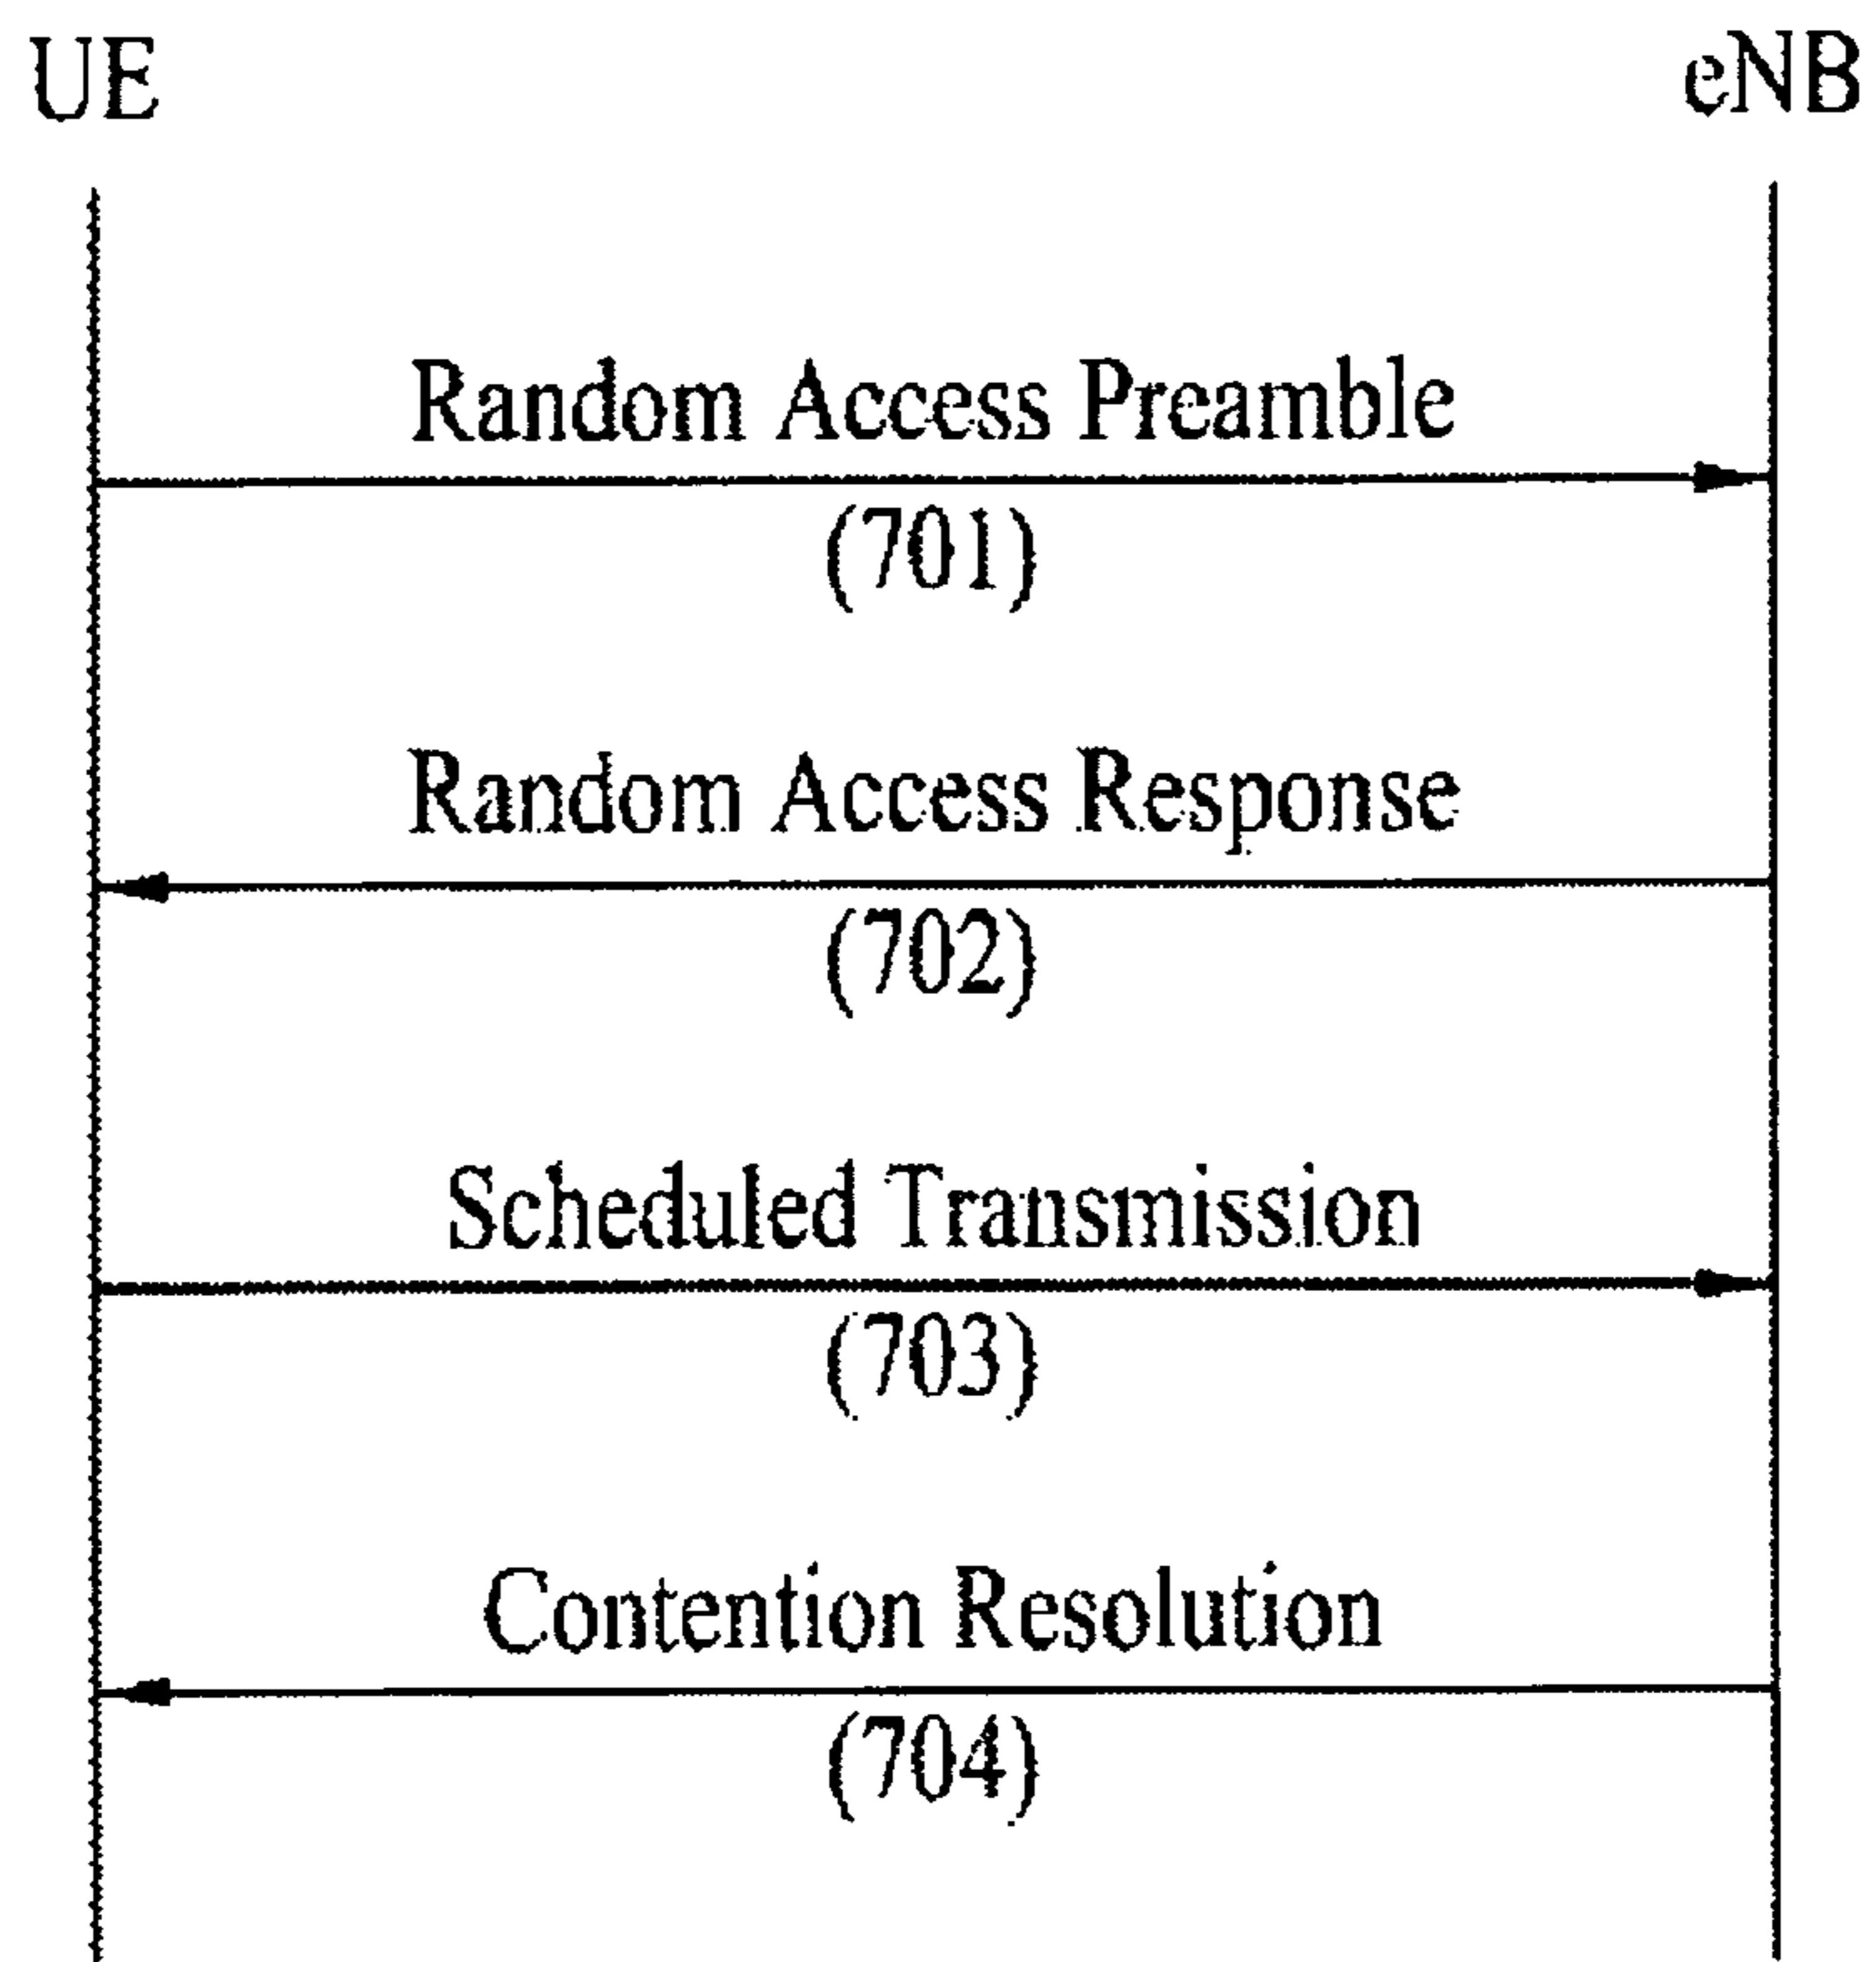 UE eNB
Random Access Preamble
(701)
Random Access Response
(702)
Scheduled Transmission
(703)
Contention Resolution
(704)